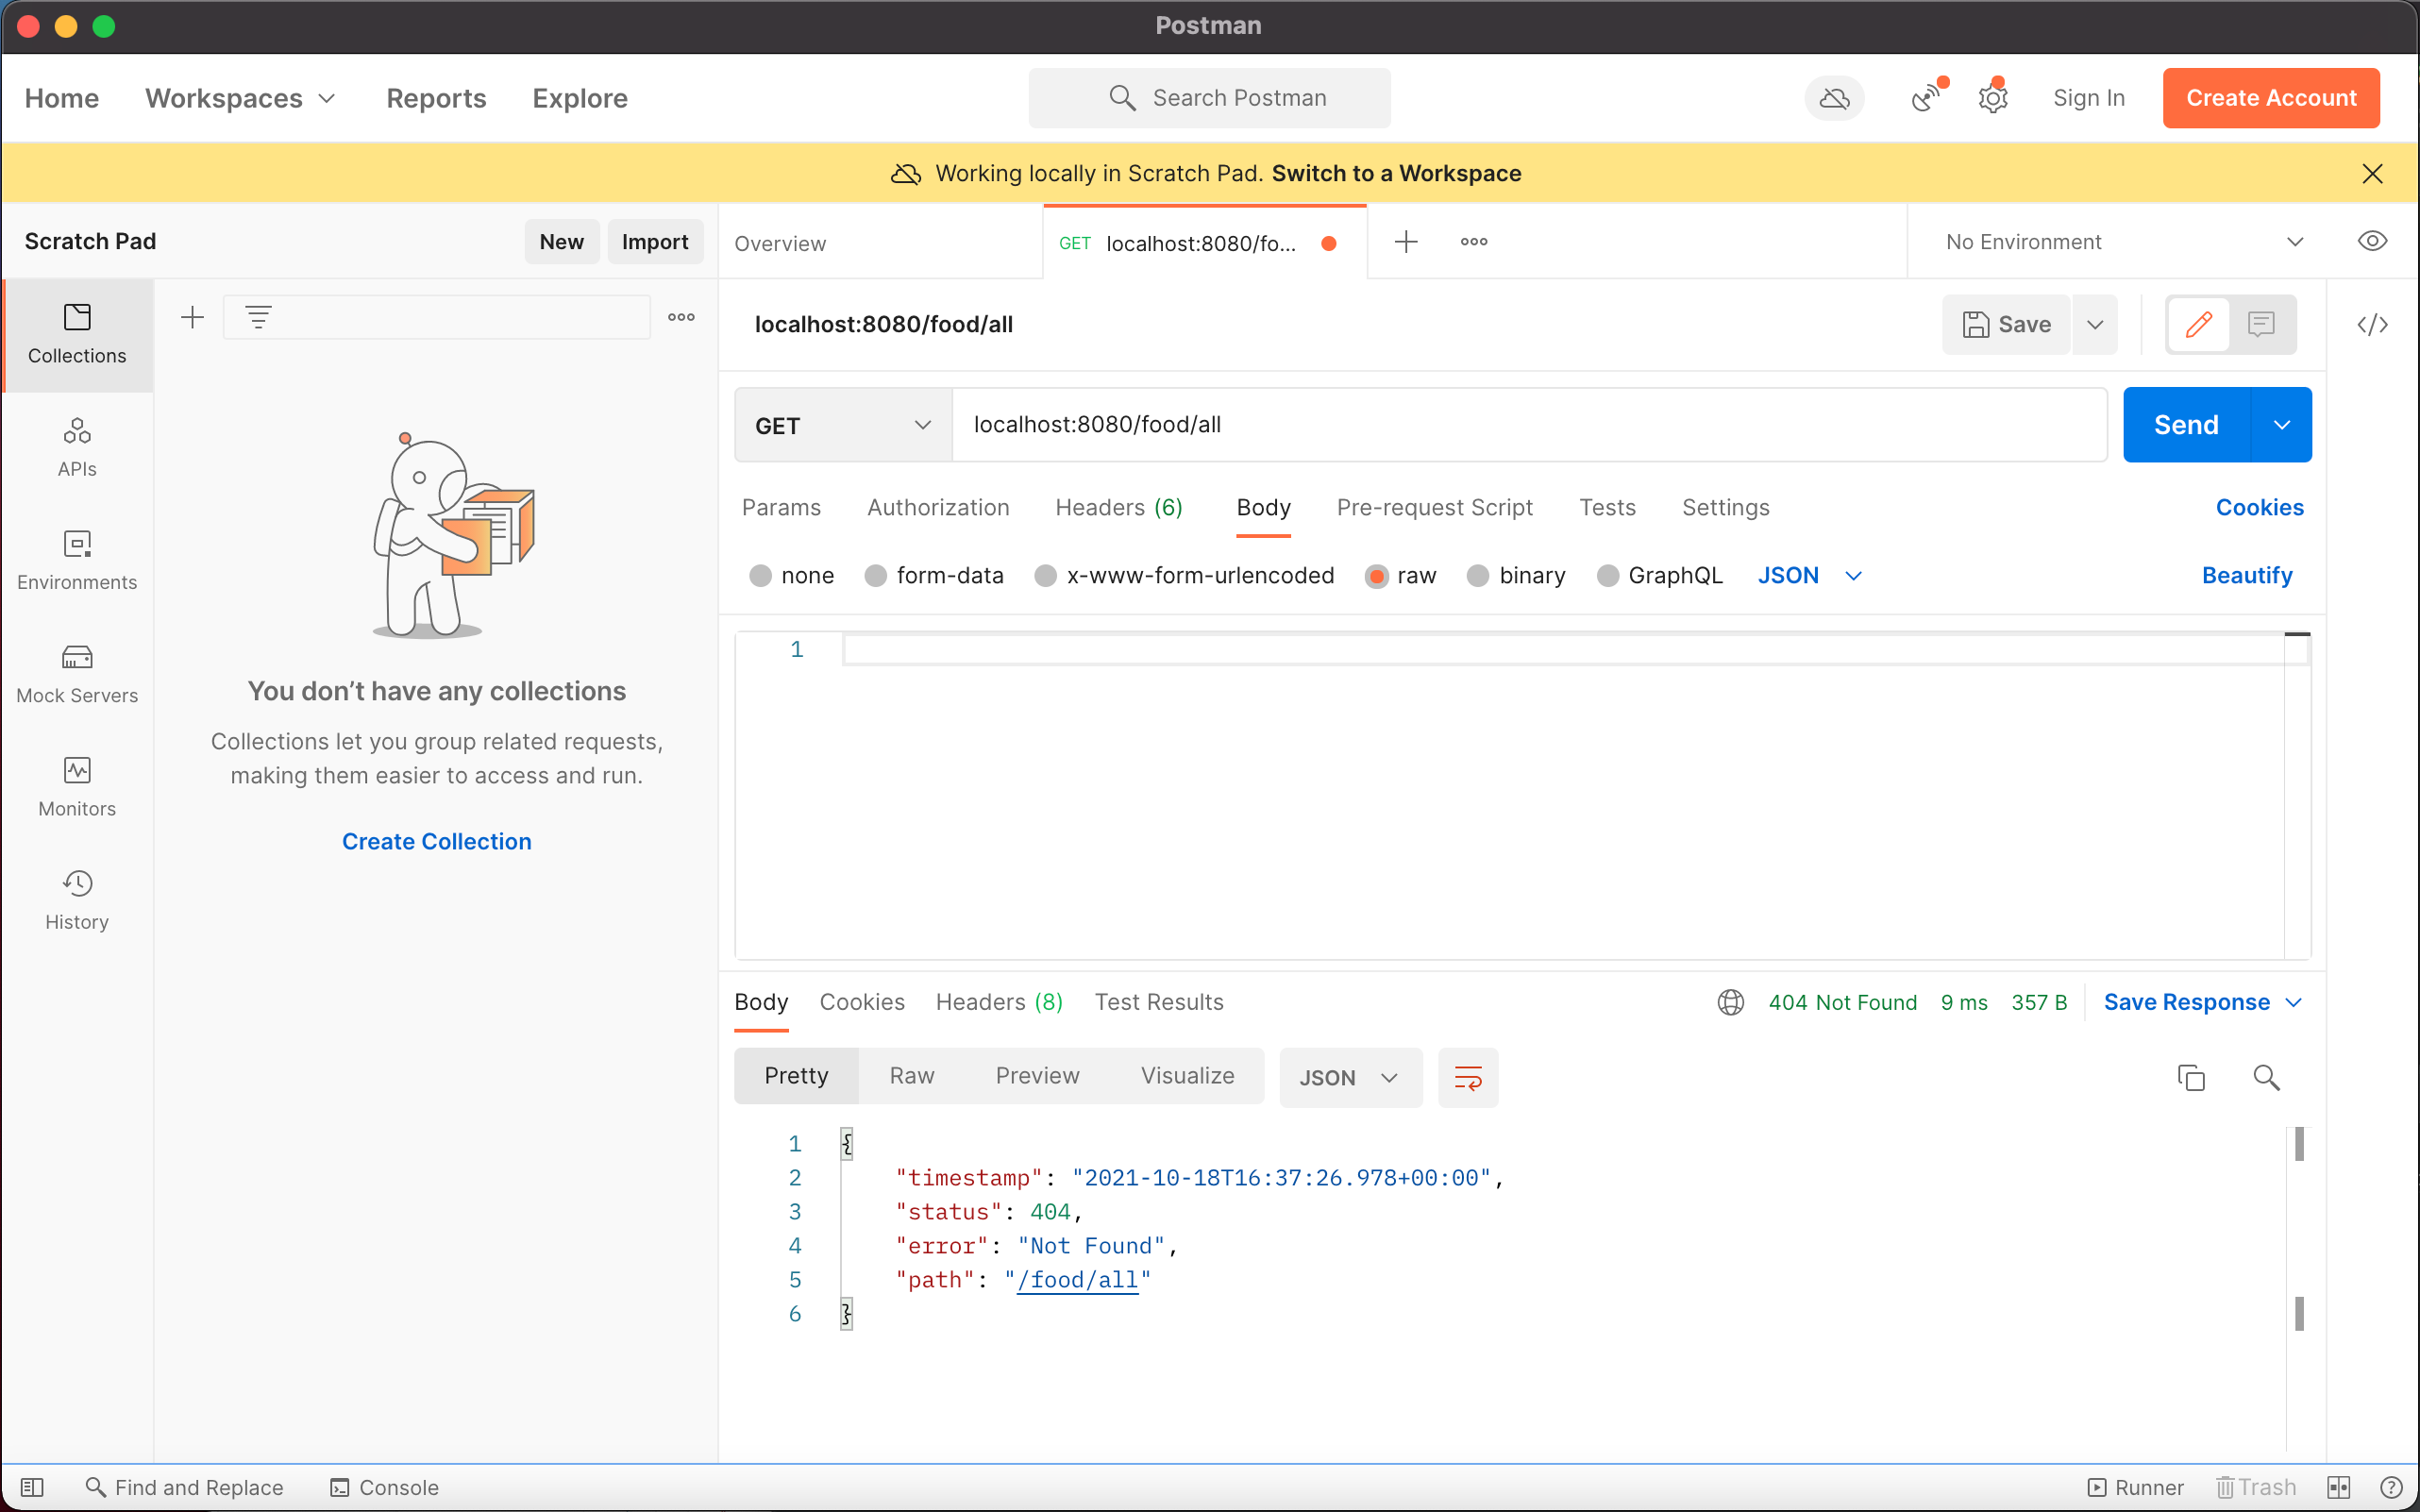 Postman
Home Workspaces Reports Explore Search Postman Sign In Create Account
Working locally in Scratch Pad. Switch to a Workspace
Scratch Pad New Import Overview GET localhost:8080/fo... No Environment
Collections
localhost:8080/food/all Save
GET localhost:8080/food/all Send
APIs
Params Authorization Headers (6) Body Pre-request Script Tests Settings Cookies
Environments
none form-data x-www-form-urlencoded raw binary GraphQL JSON Beautify
1
Mock Servers
You don’t have any collections
Collections let you group related requests,
making them easier to access and run.
Monitors
Create Collection
History
Body Cookies Headers (8) Test Results 404 Not Found 9 ms 357 B Save Response
Pretty Raw Preview Visualize JSON
1 {
2 "timestamp": "2021-10-18T16:37:26.978+00:00",
3 "status": 404,
4 "error": "Not Found",
5 "path": "/food/all"
6 }
Find and Replace Console Runner Trash